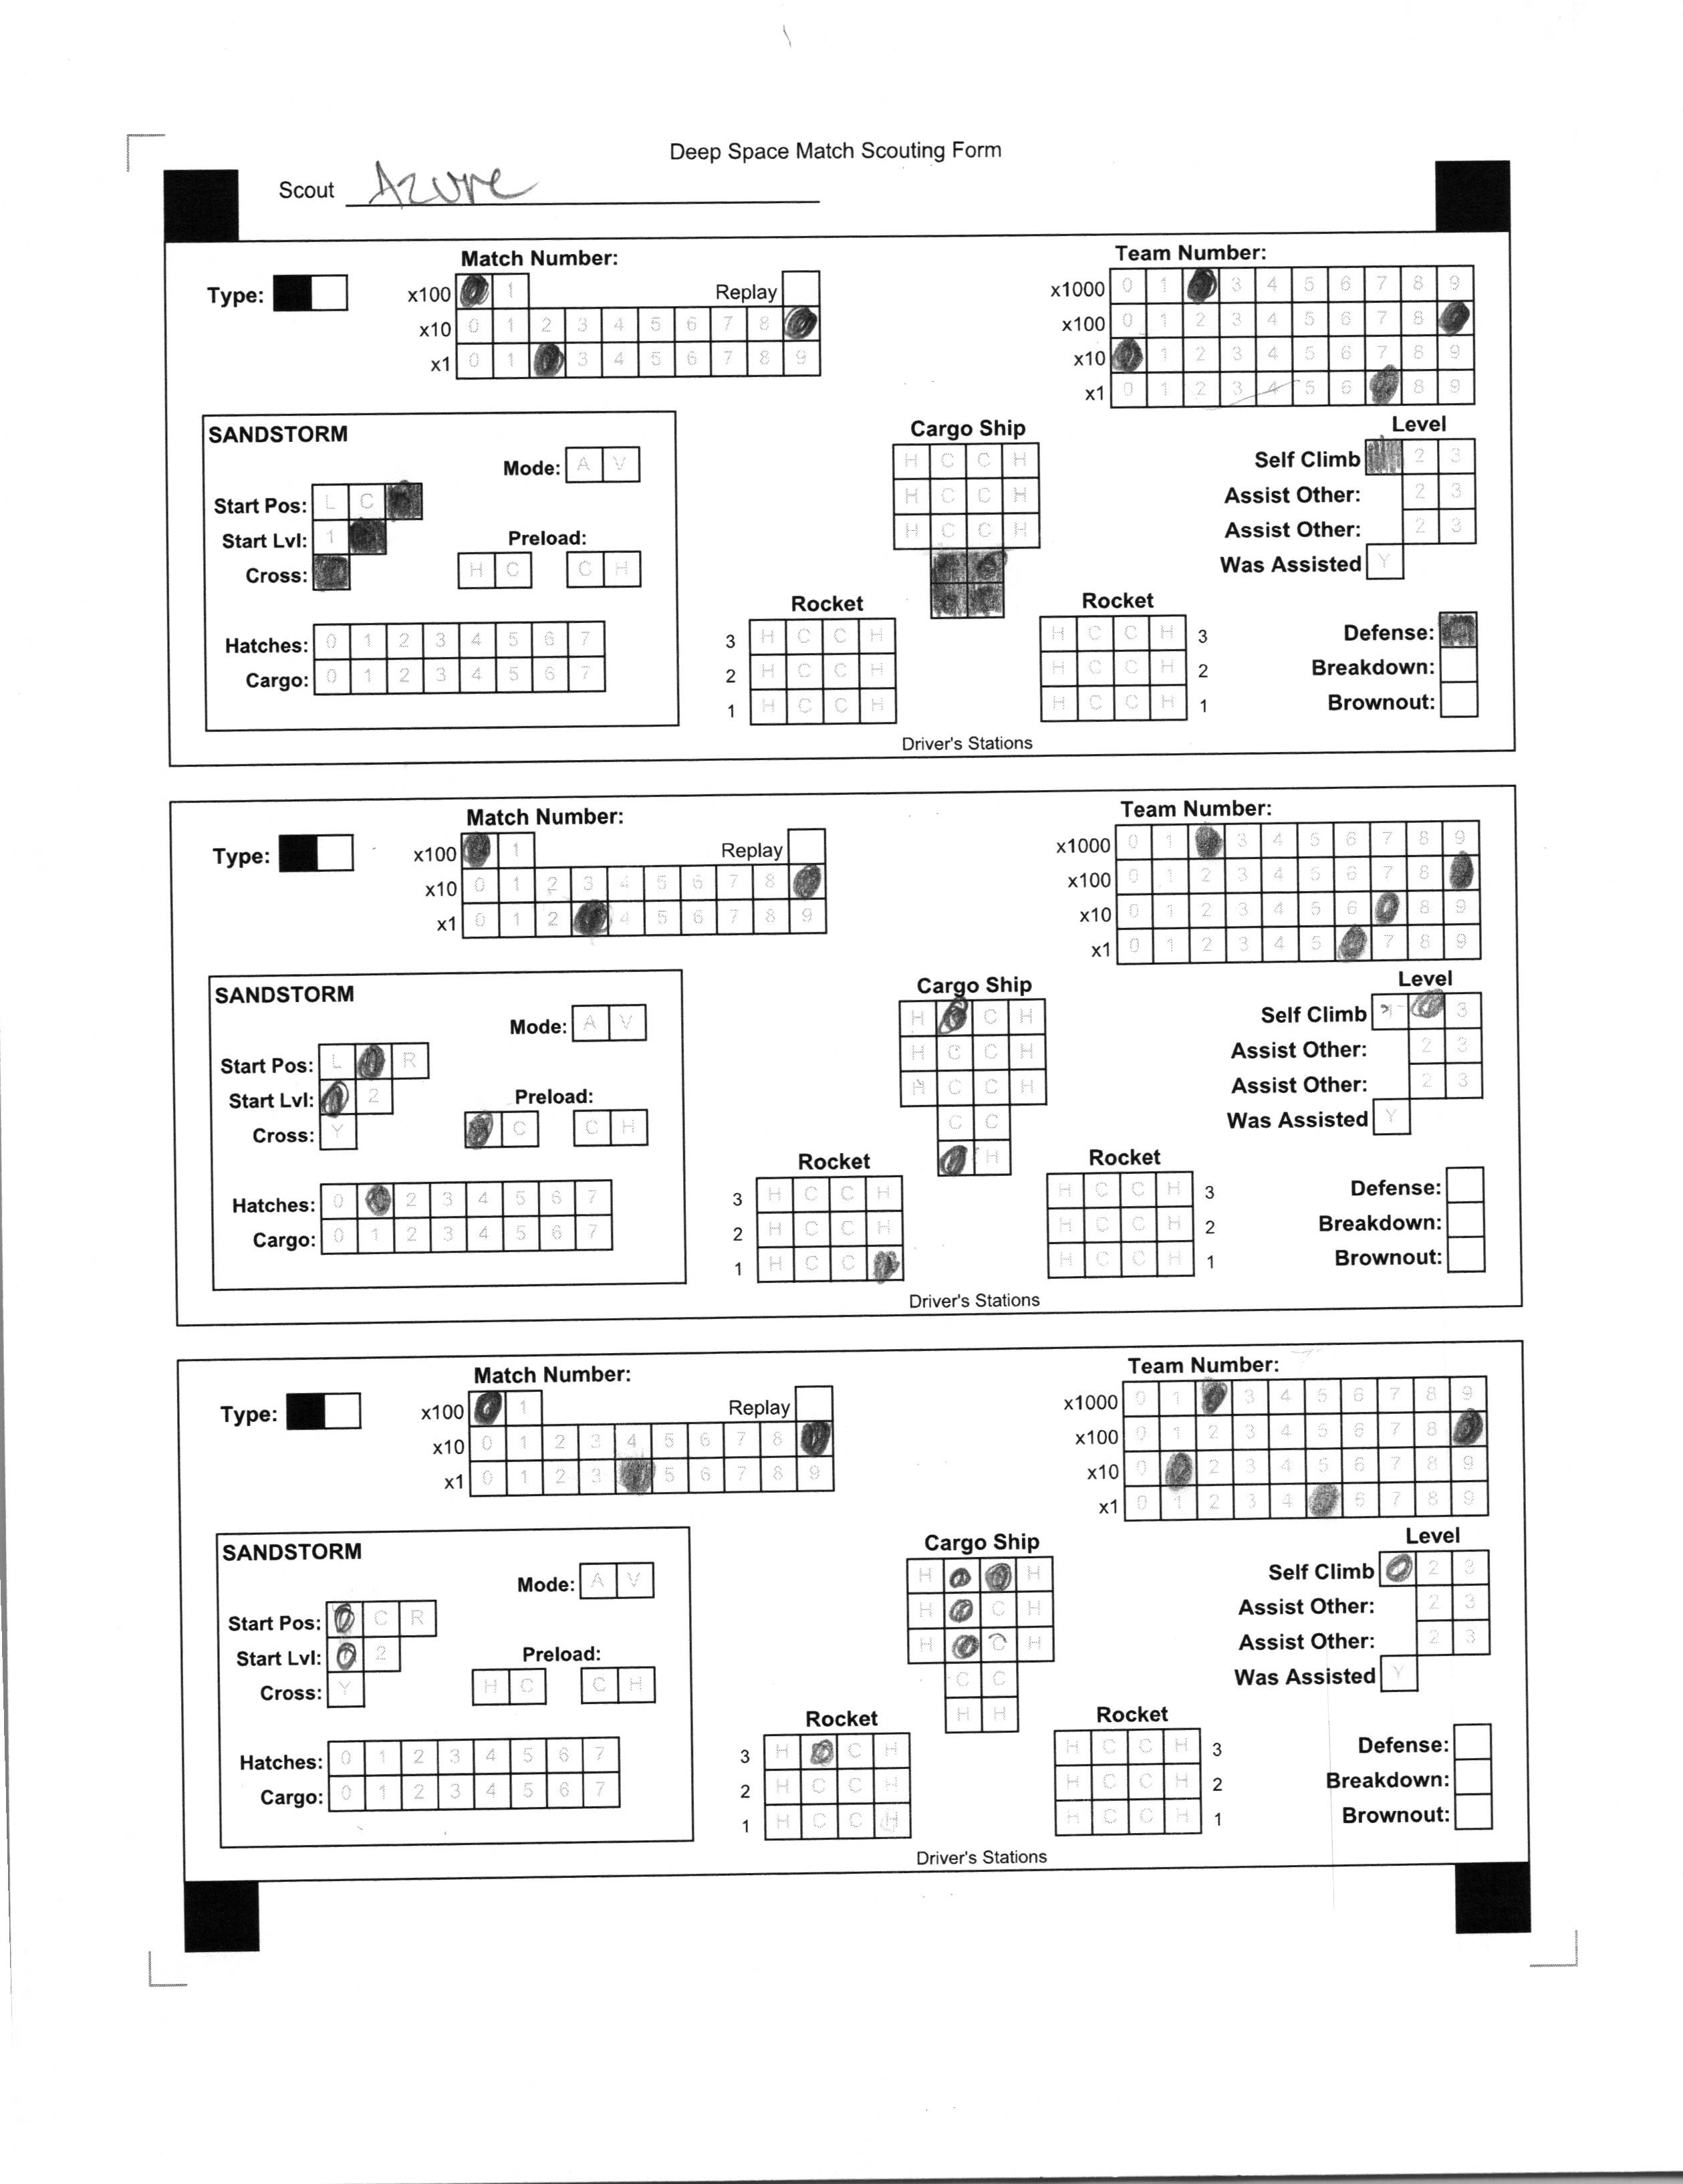 Deep Space Match Scouting Form
Scout Azure
Match Number:
Team Number:
Type:
x100 1
Replay
x10 0 1 2 3 4 5 6 7 8
x1 0 1 3 4 5 6 7 8 9
x1000 0 1 3 4 5 6 7 8 9
x100 0 1 2 3 4 5 6 7 8
x10 1 2 3 4 5 6 7 8 9
x1 0 1 2 3 4 5 6 8 9
SANDSTORM
Mode: A V
Start Pos: L C
Start Lvl: 1
Cross:
Preload:
H C C H
Hatches: 0 1 2 3 4 5 6 7
Cargo: 0 1 2 3 4 5 6 7
Cargo Ship
H C C H
H C C H
H C C H
Rocket
3 H C C H
2 H C C H
1 H C C H
Rocket
H C C H 3
H C C H 2
H C C H 1
Driver's Stations
Level
Self Climb 2 3
Assist Other: 2 3
Assist Other: 2 3
Was Assisted Y
Defense:
Breakdown:
Brownout:
Match Number:
Team Number:
Type:
x100 1
Replay
x10 0 1 2 3 4 5 6 7 8
x1 0 1 2 4 5 6 7 8 9
x1000 0 1 3 4 5 6 7 8 9
x100 0 1 2 3 4 5 6 7 8
x10 0 1 2 3 4 5 6 8 9
x1 0 1 2 3 4 5 7 8 9
SANDSTORM
Mode: A V
Start Pos: L R
Start Lvl: 2
Cross: Y
Preload:
C C H
Hatches: 0 2 3 4 5 6 7
Cargo: 0 1 2 3 4 5 6 7
Cargo Ship
H C H
H C C H
H C C H
C C
H
Rocket
3 H C C H
2 H C C H
1 H C C
Rocket
H C C H 3
H C C H 2
H C C H 1
Driver's Stations
Level
Self Climb 1 3
Assist Other: 2 3
Assist Other: 2 3
Was Assisted Y
Defense:
Breakdown:
Brownout:
Match Number:
Team Number:
Type:
x100 1
Replay
x10 0 1 2 3 4 5 6 7 8
x1 0 1 2 3 5 6 7 8 9
x1000 0 1 3 4 5 6 7 8 9
x100 0 1 2 3 4 5 6 7 8
x10 0 2 3 4 5 6 7 8 9
x1 0 1 2 3 4 6 7 8 9
SANDSTORM
Mode: A V
Start Pos: C R
Start Lvl: 2
Cross: Y
Preload:
H C C H
Hatches: 0 1 2 3 4 5 6 7
Cargo: 0 1 2 3 4 5 6 7
Cargo Ship
H H
H C H
H C H
C C
H H
Rocket
3 H C H
2 H C C H
1 H C C H
Rocket
H C C H 3
H C C H 2
H C C H 1
Driver's Stations
Level
Self Climb 2 3
Assist Other: 2 3
Assist Other: 2 3
Was Assisted Y
Defense:
Breakdown:
Brownout: